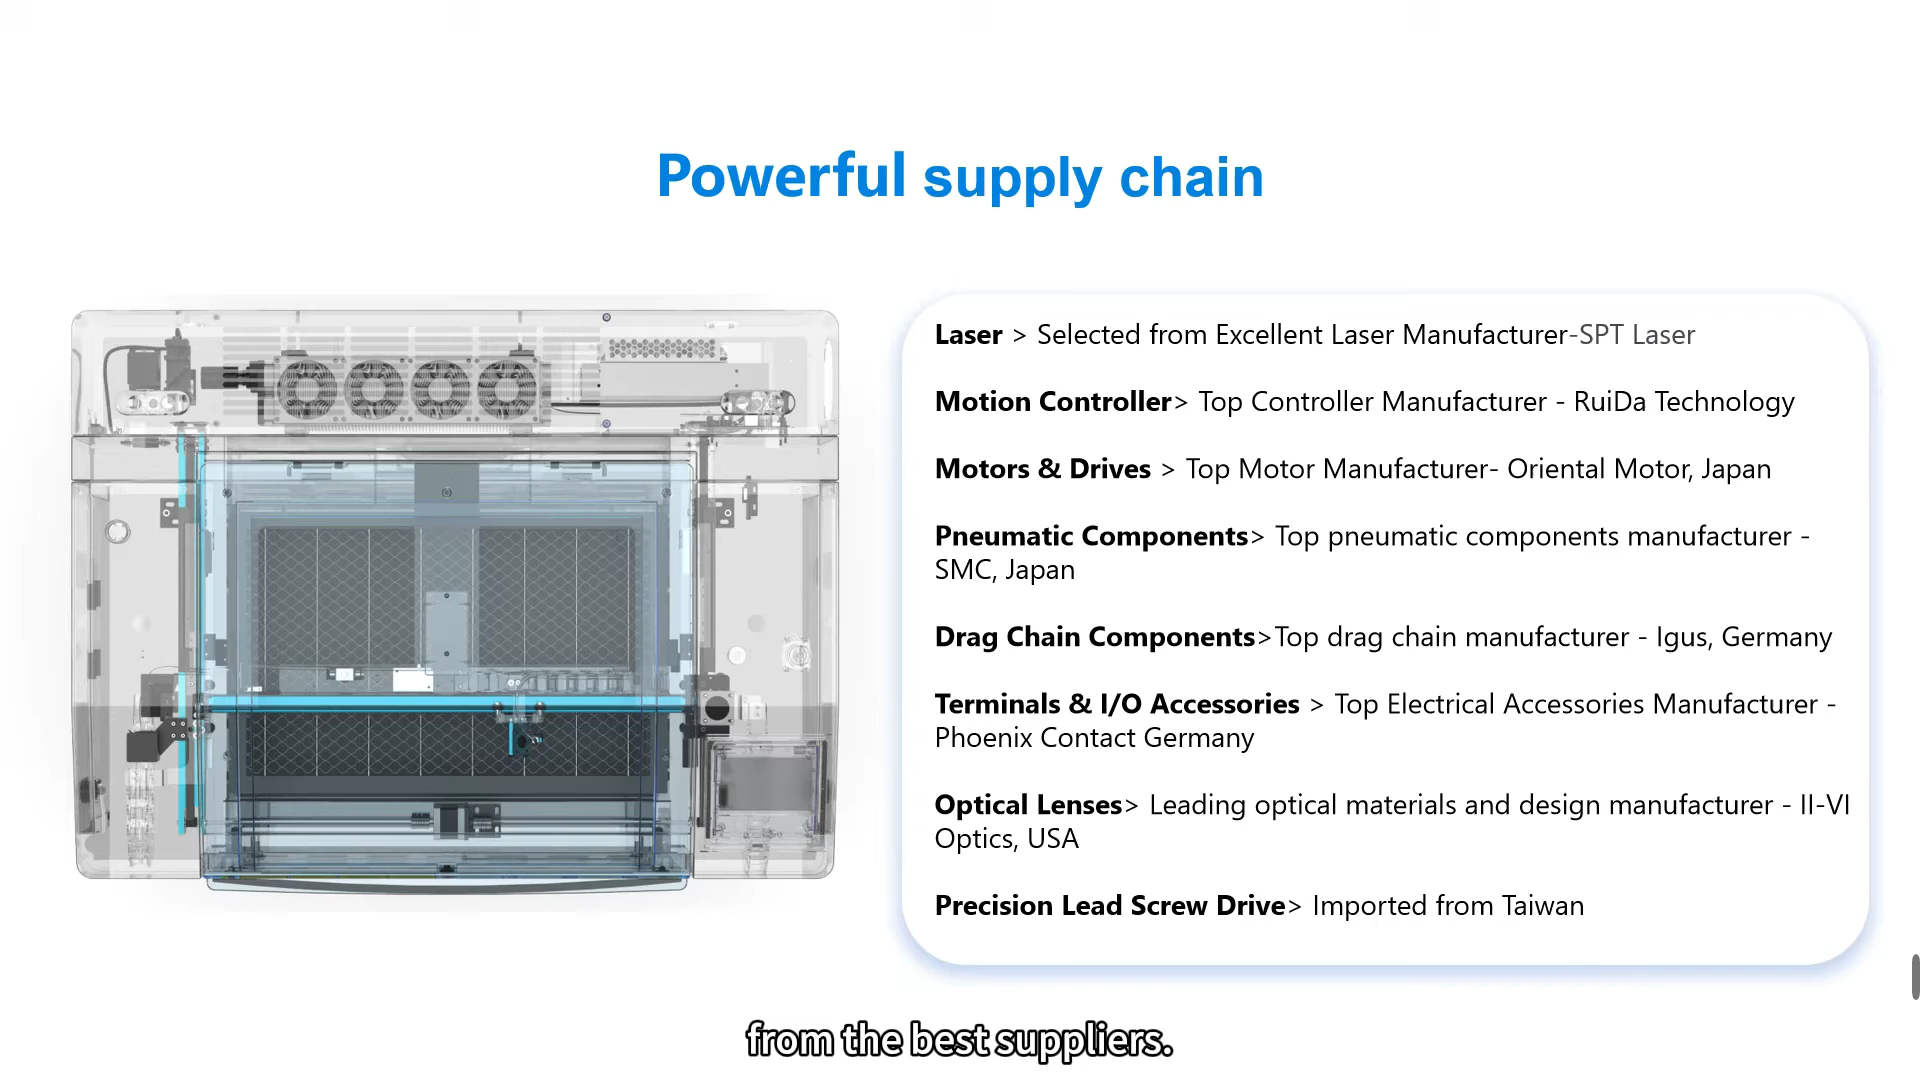 Powerful supply chain
Laser > Selected from Excellent Laser Manufacturer-SPT Laser
Motion Controller> Top Controller Manufacturer - RuiDa Technology
Motors & Drives > Top Motor Manufacturer- Oriental Motor, Japan
Pneumatic Components> Top pneumatic components manufacturer -
SMC, Japan
Drag Chain Components>Top drag chain manufacturer - Igus, Germany
Terminals & I/O Accessories > Top Electrical Accessories Manufacturer -
Phoenix Contact Germany
Optical Lenses> Leading optical materials and design manufacturer - II-VI
Optics, USA
Precision Lead Screw Drive> Imported from Taiwan
from the best suppliers.